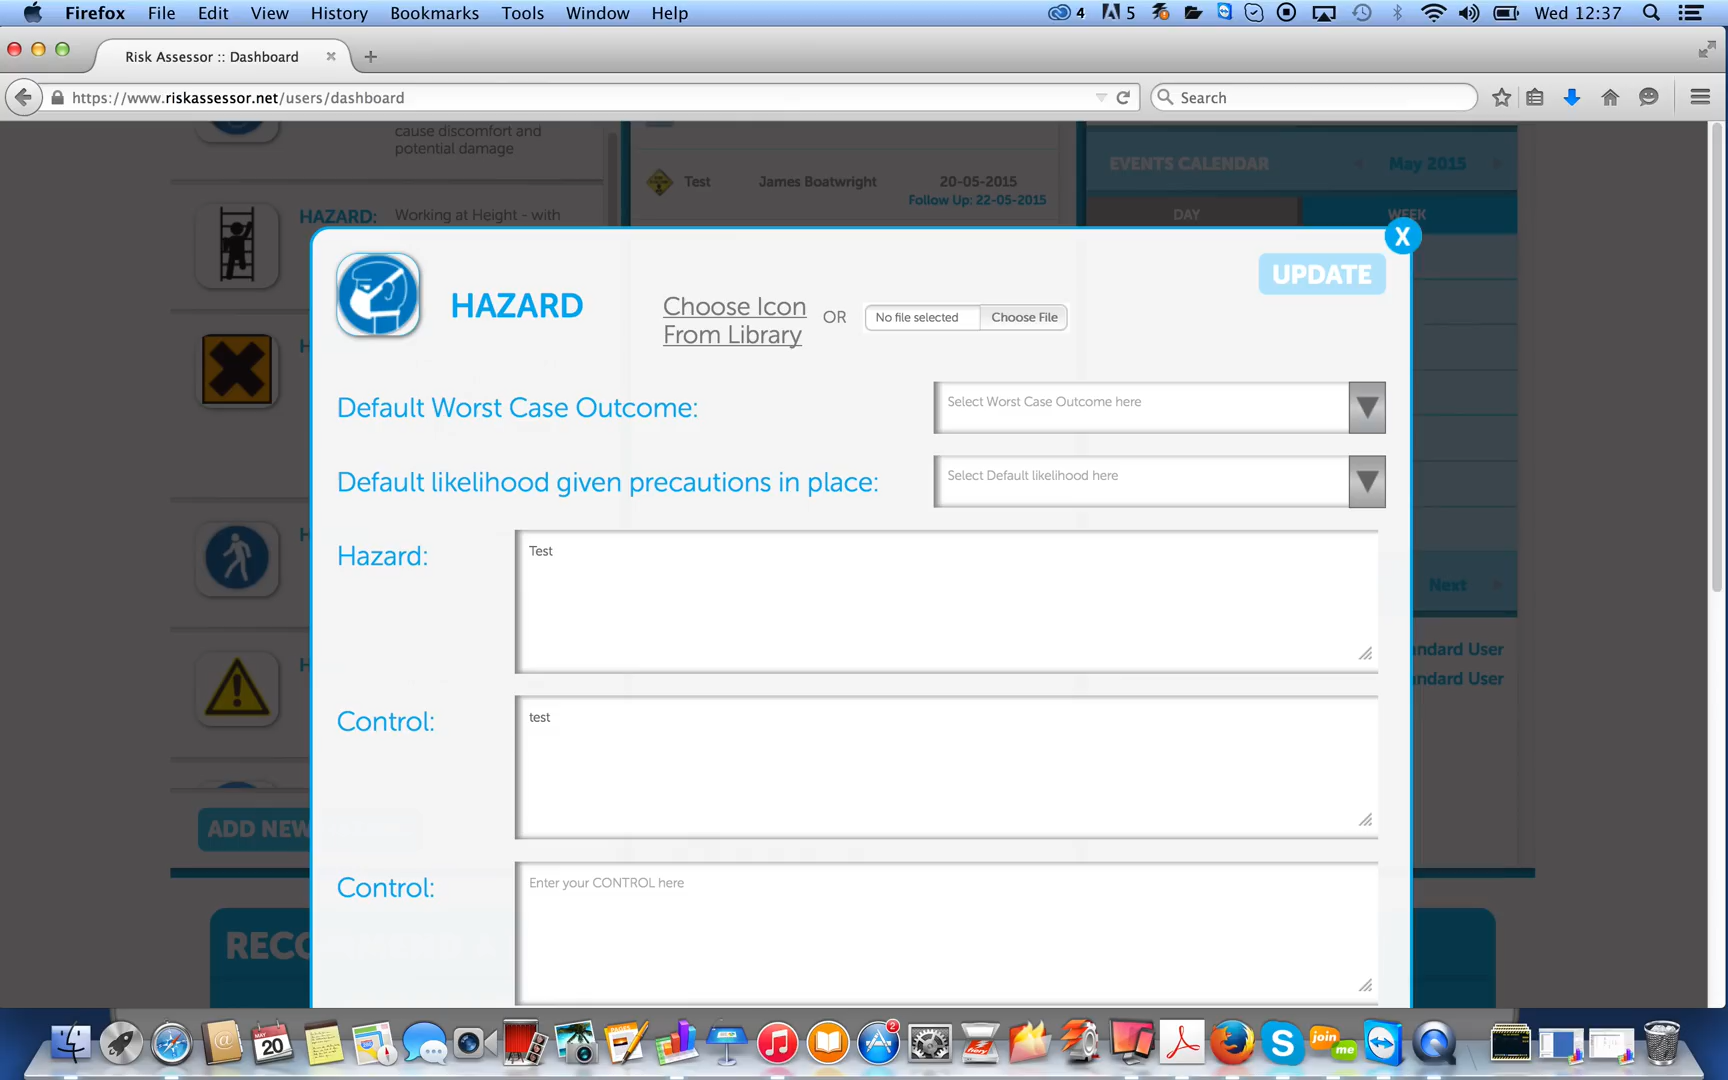 Firefox File Edit View History Bookmarks Tools Window Help 4 5 Wed 12:37
Risk Assessor :: Dashboard
https://www.riskassessor.net/users/dashboard Search
cause discomfort and
potential damage
HAZARD: Working at Height - with
Test James Boatwright 20-05-2015
Follow Up: 22-05-2015
EVENTS CALENDAR May 2015
DAY WEEK
X
HAZARD
Choose Icon
From Library
OR
No file selected Choose File
UPDATE
Default Worst Case Outcome:
Select Worst Case Outcome here
Default likelihood given precautions in place:
Select Default likelihood here
Hazard:
Test
Control:
test
Control:
Enter your CONTROL here
Next
ndard User
ndard User
ADD NEW
RECOMMEND A
MAY
20
2
join
me